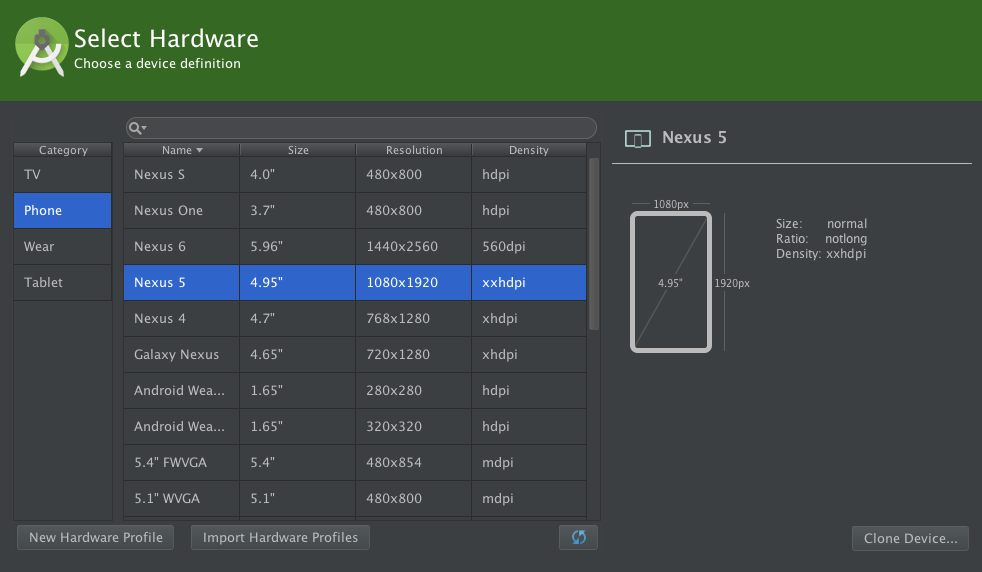 Select Hardware
Choose a device definition
Category
TV
Phone
Wear
Tablet
Name Size Resolution Density
Nexus S 4.0" 480x800 hdpi
Nexus One 3.7" 480x800 hdpi
Nexus 6 5.96" 1440x2560 560dpi
Nexus 5 4.95" 1080x1920 xxhdpi
Nexus 4 4.7" 768x1280 xhdpi
Galaxy Nexus 4.65" 720x1280 xhdpi
Android Wea... 1.65" 280x280 hdpi
Android Wea... 1.65" 320x320 hdpi
5.4" FWVGA 5.4" 480x854 mdpi
5.1" WVGA 5.1" 480x800 mdpi
New Hardware Profile
Import Hardware Profiles
Nexus 5
1080px
4.95"
1920px
Size: normal
Ratio: notlong
Density: xxhdpi
Clone Device...